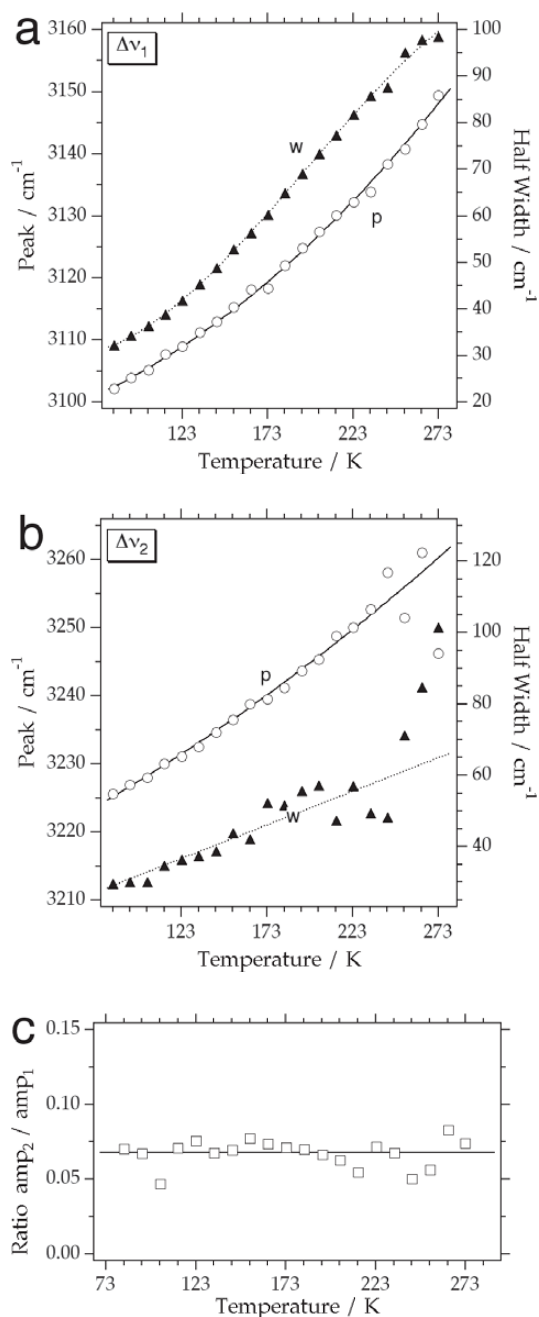 a
Δν1
3160
3150
3140
3130
3120
3110
3100
Peak / cm-1
100
90
80
70
60
50
40
30
20
Half Width / cm-1
w
p
123 173 223 273
Temperature / K
b
Δν2
3260
3250
3240
3230
3220
3210
Peak / cm-1
120
100
80
60
40
Half Width / cm-1
p
w
123 173 223 273
Temperature / K
c
0.15
0.10
0.05
0.00
Ratio amp2 / amp1
73 123 173 223 273
Temperature / K